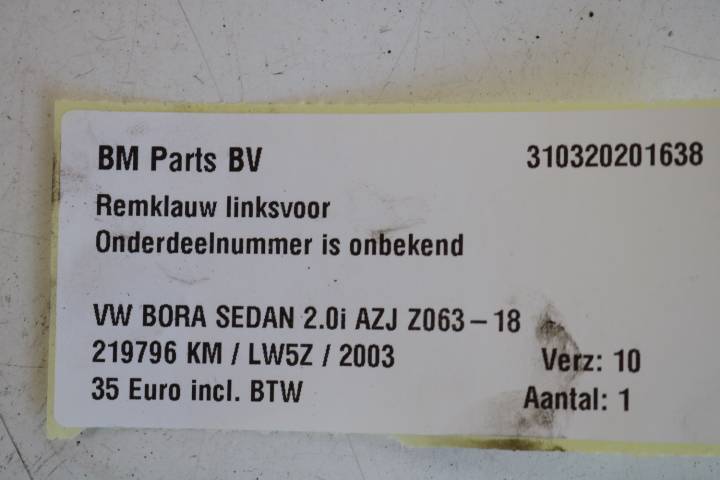 BM Parts BV 310320201638
Remklauw linksvoor
Onderdeelnummer is onbekend
VW BORA SEDAN 2.0i AZJ Z063-18
219796 KM / LW5Z / 2003 Verz: 10
35 Euro incl. BTW Aantal: 1